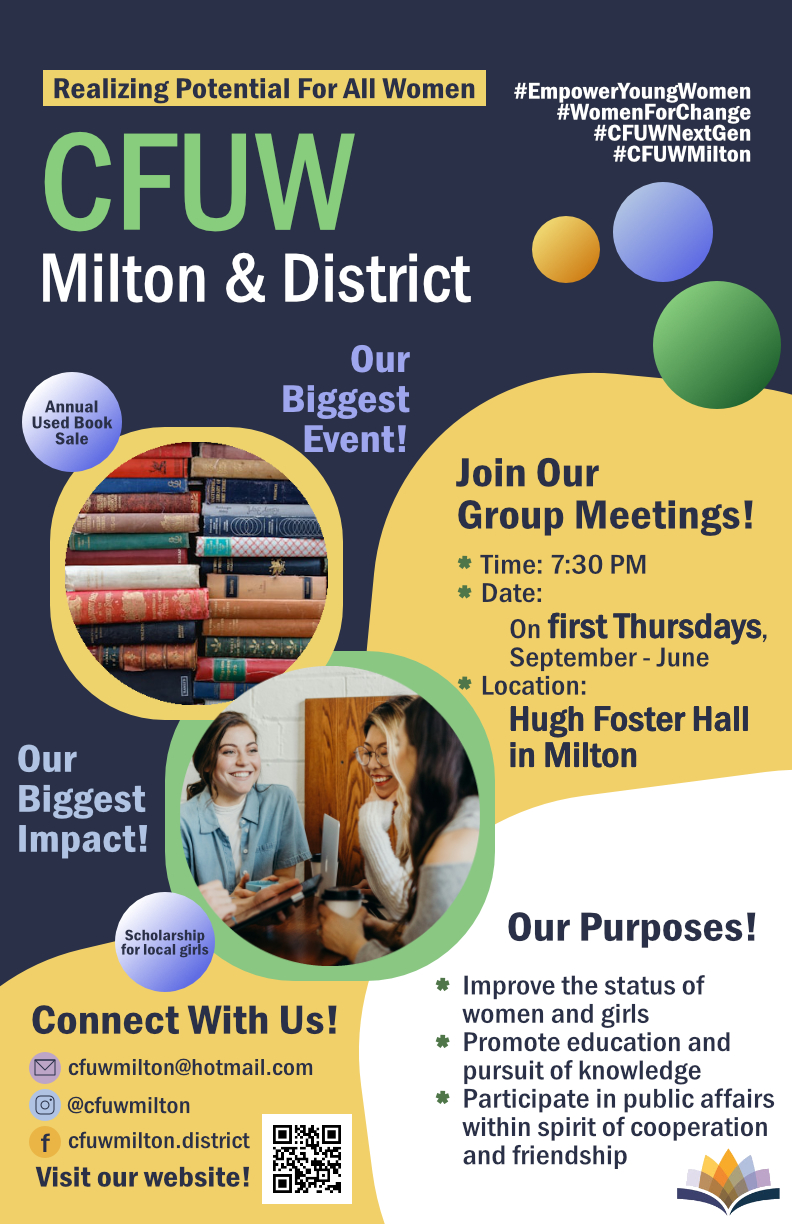 Realizing Potential For All Women
#EmpowerYoungWomen
#WomenForChange
#CFUWNextGen
#CFUWMilton
CFUW
Milton & District
Our
Biggest
Event!
Annual
Used Book
Sale
Join Our
Group Meetings!
Time: 7:30 PM
Date:
On first Thursdays,
September - June
Location:
Hugh Foster Hall
in Milton
Our
Biggest
Impact!
Scholarship
for local girls
Our Purposes!
Improve the status of
women and girls
Promote education and
pursuit of knowledge
Participate in public affairs
within spirit of cooperation
and friendship
Connect With Us!
cfuwmilton@hotmail.com
@cfuwmilton
f cfuwmilton.district
Visit our website!